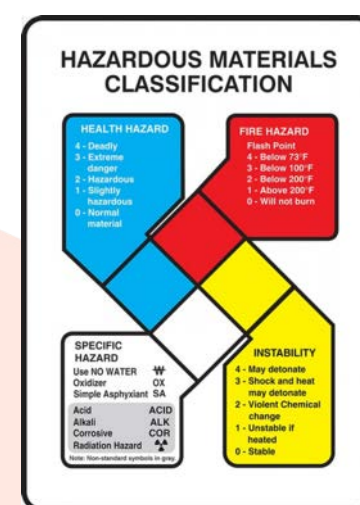 HAZARDOUS MATERIALS
CLASSIFICATION
HEALTH HAZARD
4 - Deadly
3 - Extreme
danger
2 - Hazardous
1 - Slightly
hazardous
0 - Normal
material
FIRE HAZARD
Flash Point
4 - Below 73°F
3 - Below 100°F
2 - Below 200°F
1 - Above 200°F
0 - Will not burn
SPECIFIC
HAZARD
Use NO WATER W
Oxidizer OX
Simple Asphyxiant SA
Acid ACID
Alkali ALK
Corrosive COR
Radiation Hazard
Note: Non-standard symbols in gray.
INSTABILITY
4 - May detonate
3 - Shock and heat
may detonate
2 - Violent Chemical
change
1 - Unstable if
heated
0 - Stable